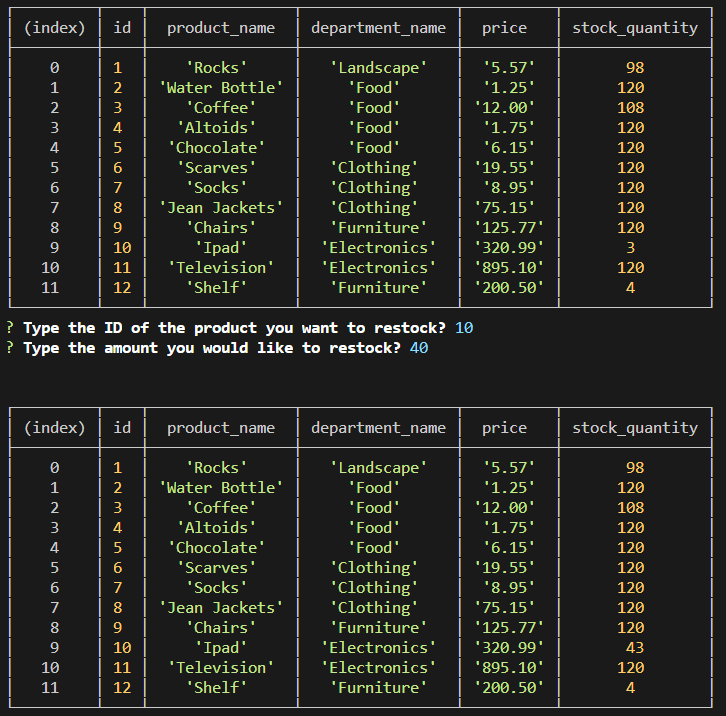 (index) id product_name department_name price stock_quantity
0 1 'Rocks' 'Landscape' '5.57' 98
1 2 'Water Bottle' 'Food' '1.25' 120
2 3 'Coffee' 'Food' '12.00' 108
3 4 'Altoids' 'Food' '1.75' 120
4 5 'Chocolate' 'Food' '6.15' 120
5 6 'Scarves' 'Clothing' '19.55' 120
6 7 'Socks' 'Clothing' '8.95' 120
7 8 'Jean Jackets' 'Clothing' '75.15' 120
8 9 'Chairs' 'Furniture' '125.77' 120
9 10 'Ipad' 'Electronics' '320.99' 3
10 11 'Television' 'Electronics' '895.10' 120
11 12 'Shelf' 'Furniture' '200.50' 4
? Type the ID of the product you want to restock? 10
? Type the amount you would like to restock? 40
(index) id product_name department_name price stock_quantity
0 1 'Rocks' 'Landscape' '5.57' 98
1 2 'Water Bottle' 'Food' '1.25' 120
2 3 'Coffee' 'Food' '12.00' 108
3 4 'Altoids' 'Food' '1.75' 120
4 5 'Chocolate' 'Food' '6.15' 120
5 6 'Scarves' 'Clothing' '19.55' 120
6 7 'Socks' 'Clothing' '8.95' 120
7 8 'Jean Jackets' 'Clothing' '75.15' 120
8 9 'Chairs' 'Furniture' '125.77' 120
9 10 'Ipad' 'Electronics' '320.99' 43
10 11 'Television' 'Electronics' '895.10' 120
11 12 'Shelf' 'Furniture' '200.50' 4